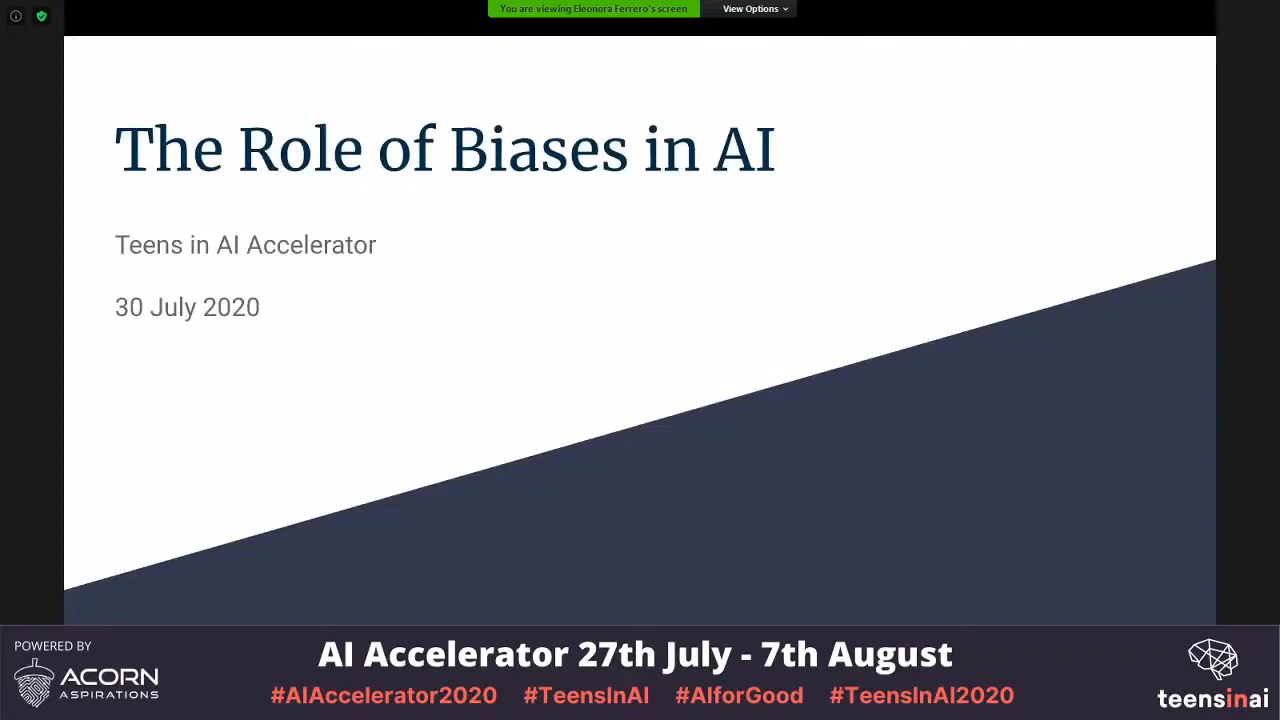 You are viewing Eleonora Ferrero's screen
View Options
The Role of Biases in AI
Teens in AI Accelerator
30 July 2020
POWERED BY
ACORN
ASPIRATIONS
AI Accelerator 27th July - 7th August
#AIAccelerator2020 #TeensInAI #AIforGood #TeensInAI2020
teensinai